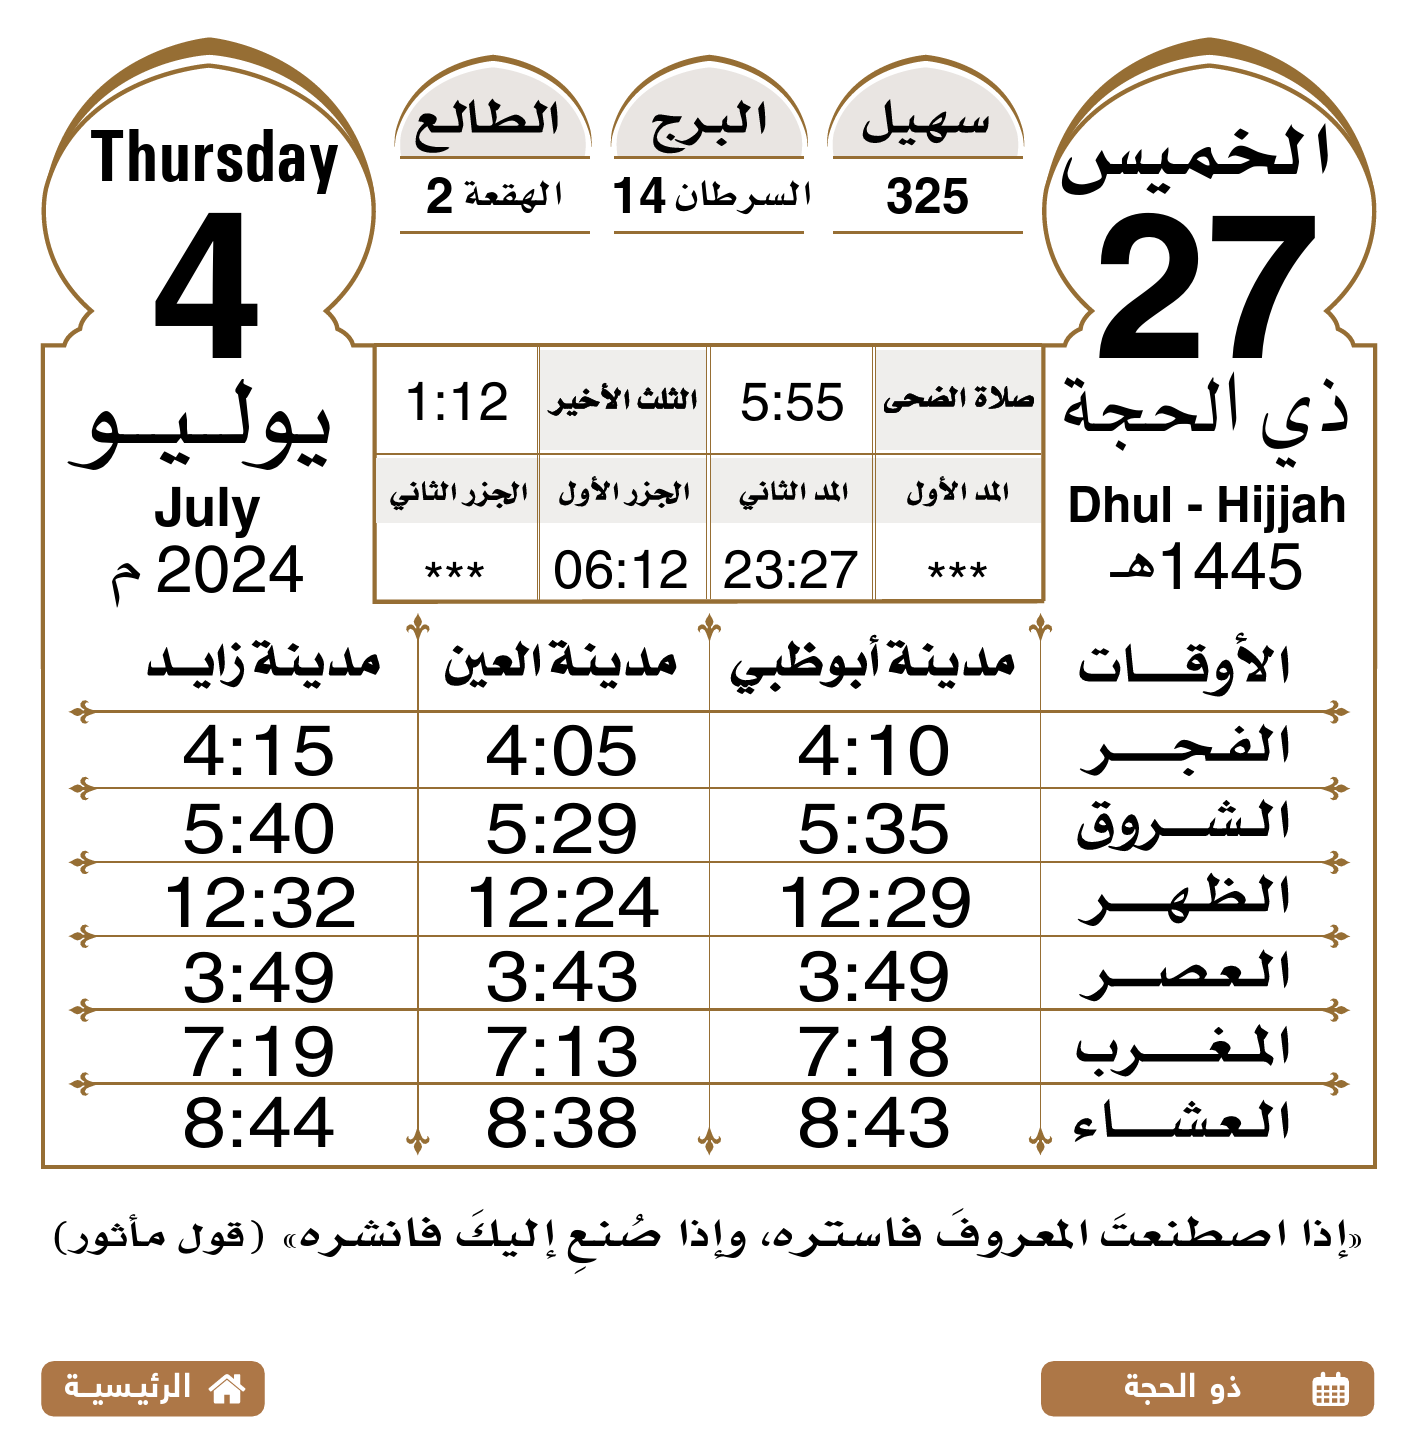 الخميس
27
ذي الحجة
Dhul - Hijjah
1445هـ
سهيل
325
البرج
السرطان 14
الطالع
الهقعة 2
Thursday
4
يوليو
July
2024 م
صلاة الضحى 5:55 الثلث الأخير 1:12
المد الأول المد الثاني الجزر الأول الجزر الثاني
*** 23:27 06:12 ***
الأوقات مدينة أبوظبي مدينة العين مدينة زايد
الفجر 4:10 4:05 4:15
الشروق 5:35 5:29 5:40
الظهر 12:29 12:24 12:32
العصر 3:49 3:43 3:49
المغرب 7:18 7:13 7:19
العشاء 8:43 8:38 8:44
«إذا اصطنعتَ المعروفَ فاستره، وإذا صُنعِ إليكَ فانشره» (قول مأثور)
ذو الحجة
الرئيسية